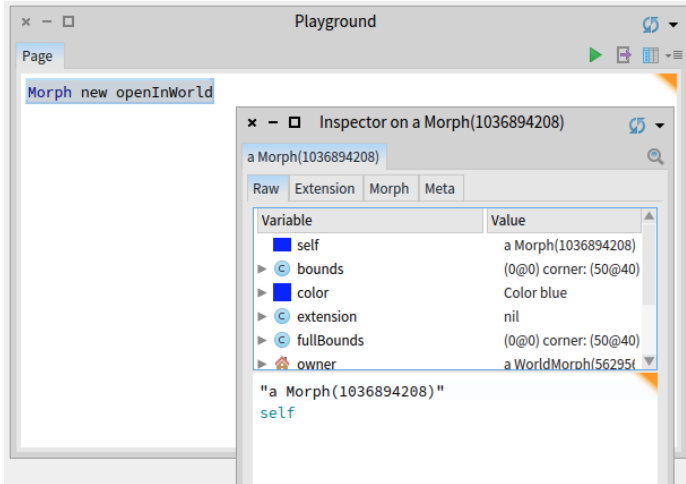 Playground
Page
Morph new openInWorld
Inspector on a Morph(1036894208)
a Morph(1036894208)
Raw Extension Morph Meta
Variable Value
self a Morph(1036894208)
bounds (0@0) corner: (50@40)
color Color blue
extension nil
fullBounds (0@0) corner: (50@40)
owner a WorldMorph(56295
"a Morph(1036894208)"
self